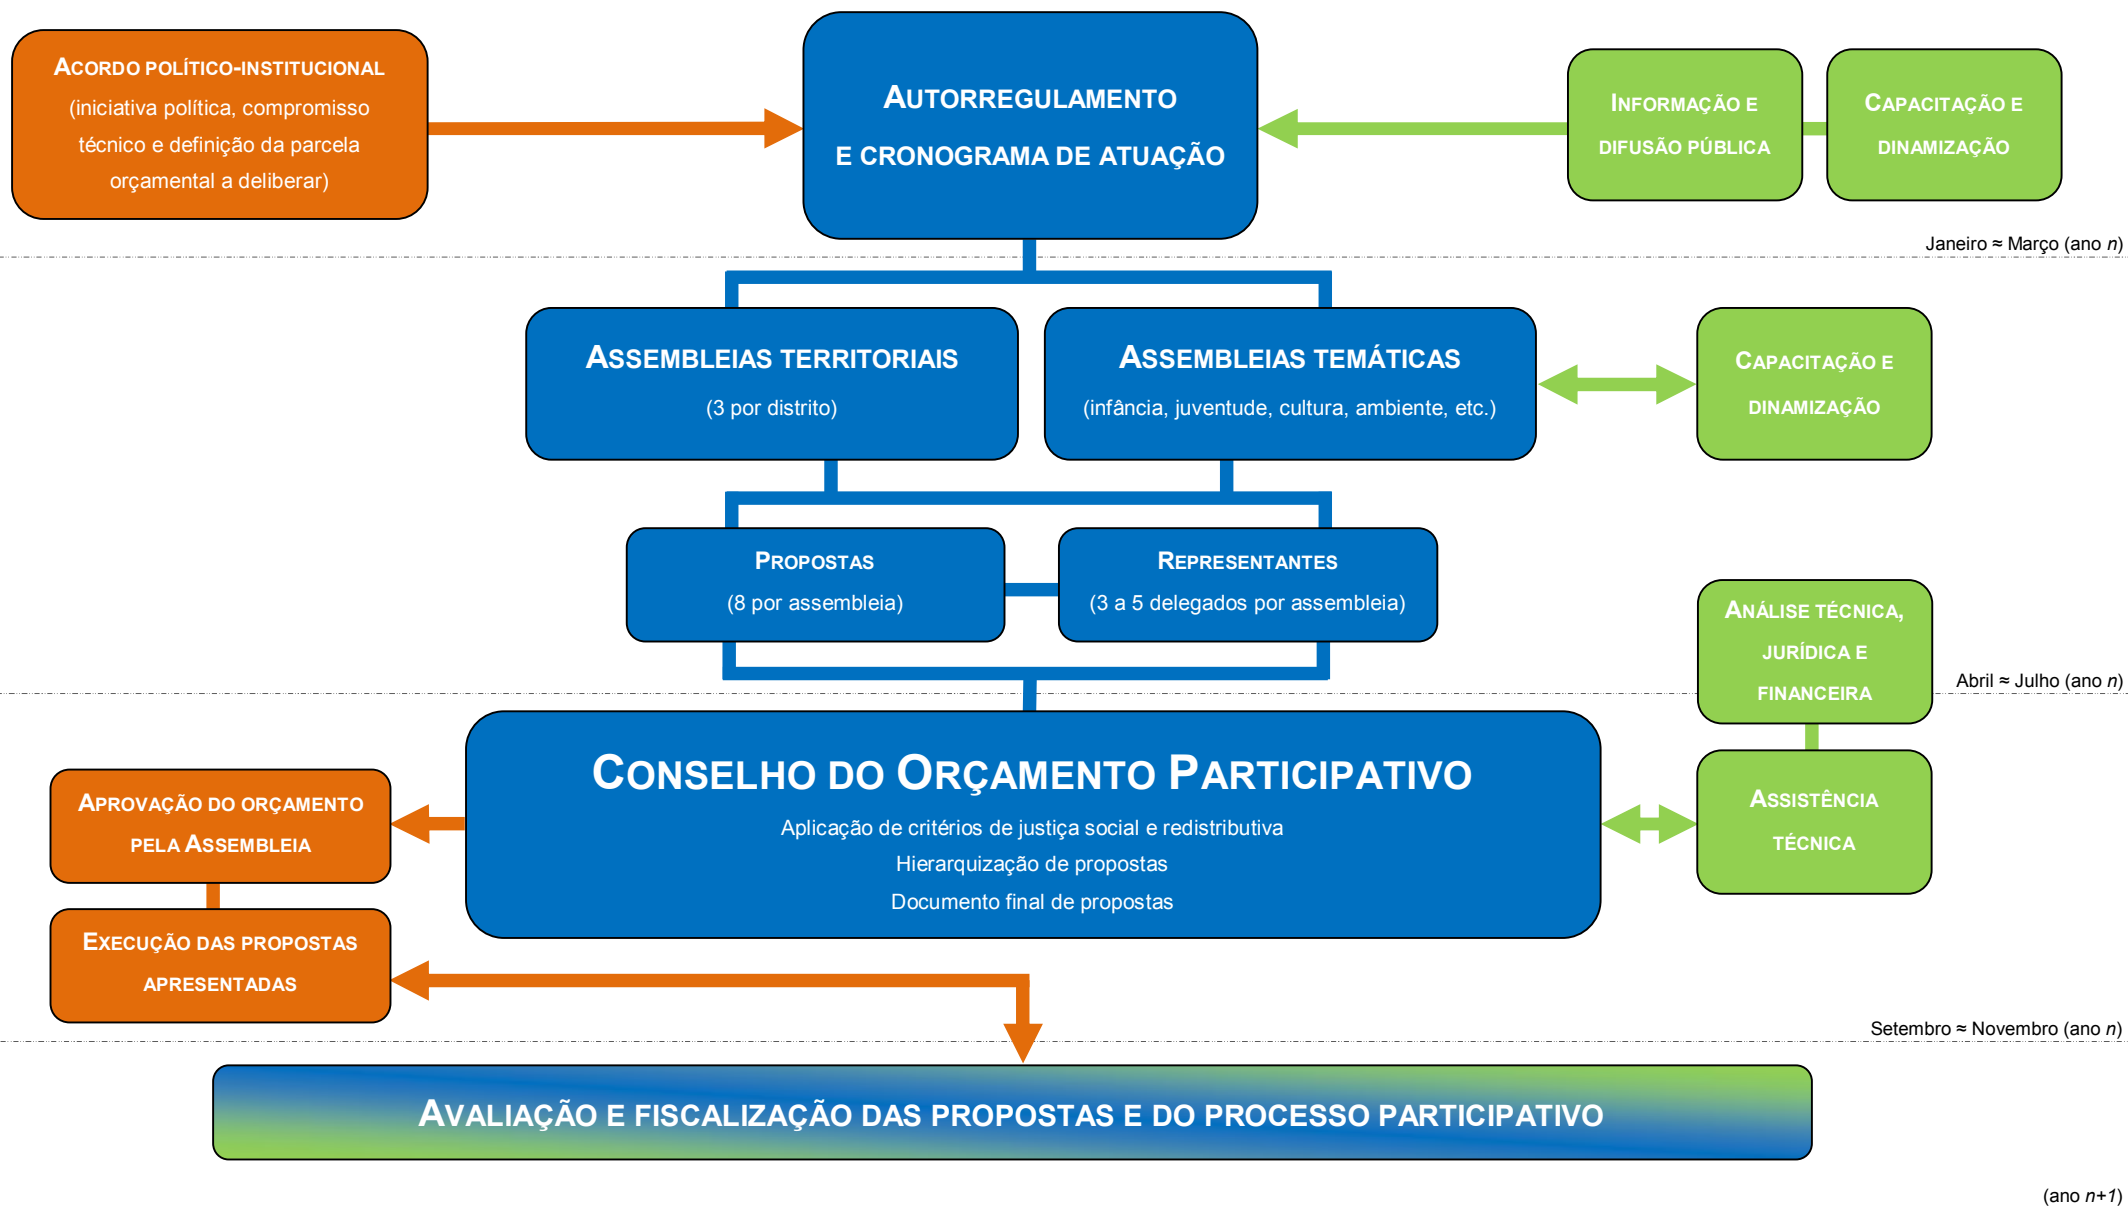 ACORDO POLÍTICO-INSTITUCIONAL
(iniciativa política, compromisso
técnico e definição da parcela
orçamental a deliberar)
AUTORREGULAMENTO
E CRONOGRAMA DE ATUAÇÃO
INFORMAÇÃO E
DIFUSÃO PÚBLICA
CAPACITAÇÃO E
DINAMIZAÇÃO
Janeiro ≈ Março (ano n)
ASSEMBLEIAS TERRITORIAIS
(3 por distrito)
ASSEMBLEIAS TEMÁTICAS
(infância, juventude, cultura, ambiente, etc.)
CAPACITAÇÃO E
DINAMIZAÇÃO
PROPOSTAS
(8 por assembleia)
REPRESENTANTES
(3 a 5 delegados por assembleia)
ANÁLISE TÉCNICA,
JURÍDICA E
FINANCEIRA
Abril ≈ Julho (ano n)
CONSELHO DO ORÇAMENTO PARTICIPATIVO
Aplicação de critérios de justiça social e redistributiva
Hierarquização de propostas
Documento final de propostas
APROVAÇÃO DO ORÇAMENTO
PELA ASSEMBLEIA
ASSISTÊNCIA
TÉCNICA
EXECUÇÃO DAS PROPOSTAS
APRESENTADAS
Setembro ≈ Novembro (ano n)
AVALIAÇÃO E FISCALIZAÇÃO DAS PROPOSTAS E DO PROCESSO PARTICIPATIVO
(ano n+1)